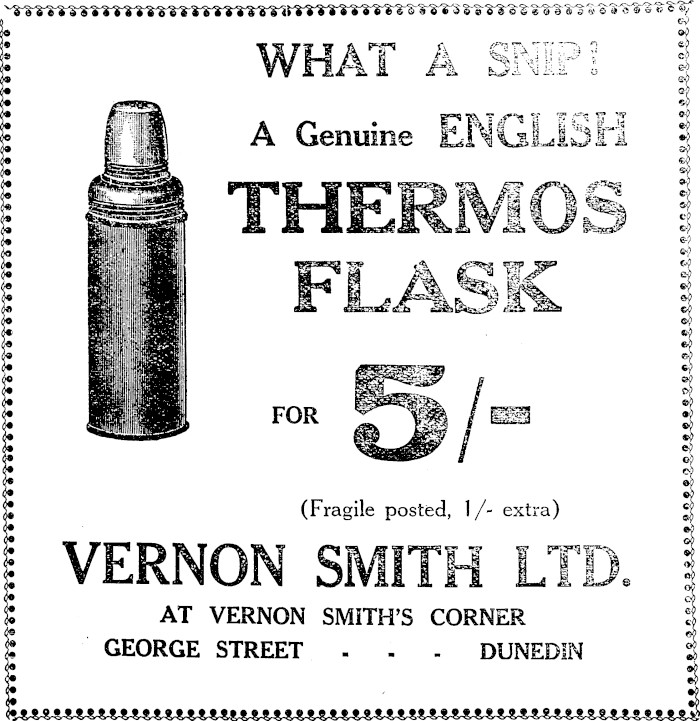 WHAT A SNIP!
A Genuine ENGLISH
THERMOS
FLASK
FOR 5/-
(Fragile posted, 1/- extra)
VERNON SMITH LTD.
AT VERNON SMITH'S CORNER
GEORGE STREET - - - DUNEDIN